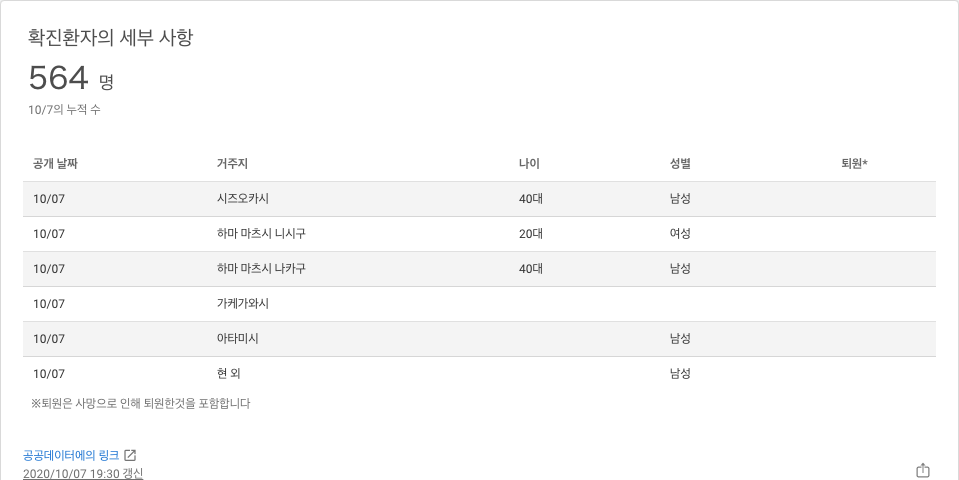 확진환자의 세부 사항
564 명
10/7의 누적 수
공개 날짜 거주지 나이 성별 퇴원*
10/07 시즈오카시 40대 남성
10/07 하마 마츠시 니시구 20대 여성
10/07 하마 마츠시 나카구 40대 남성
10/07 가케가와시
10/07 아타미시 남성
10/07 현 외 남성
※퇴원은 사망으로 인해 퇴원한것을 포함합니다
공공데이터에의 링크
2020/10/07 19:30 갱신